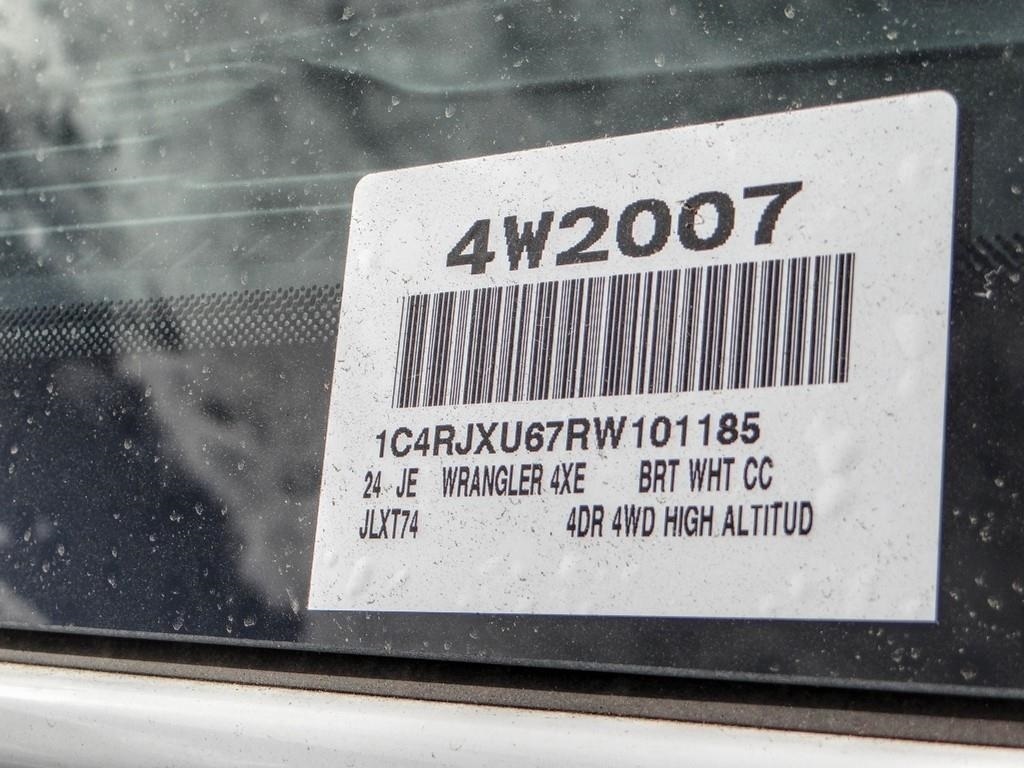 4W2007
1C4RJXU67RW101185
24 JE WRANGLER 4XE BRT WHT CC
JLXT74 4DR 4WD HIGH ALTITUD